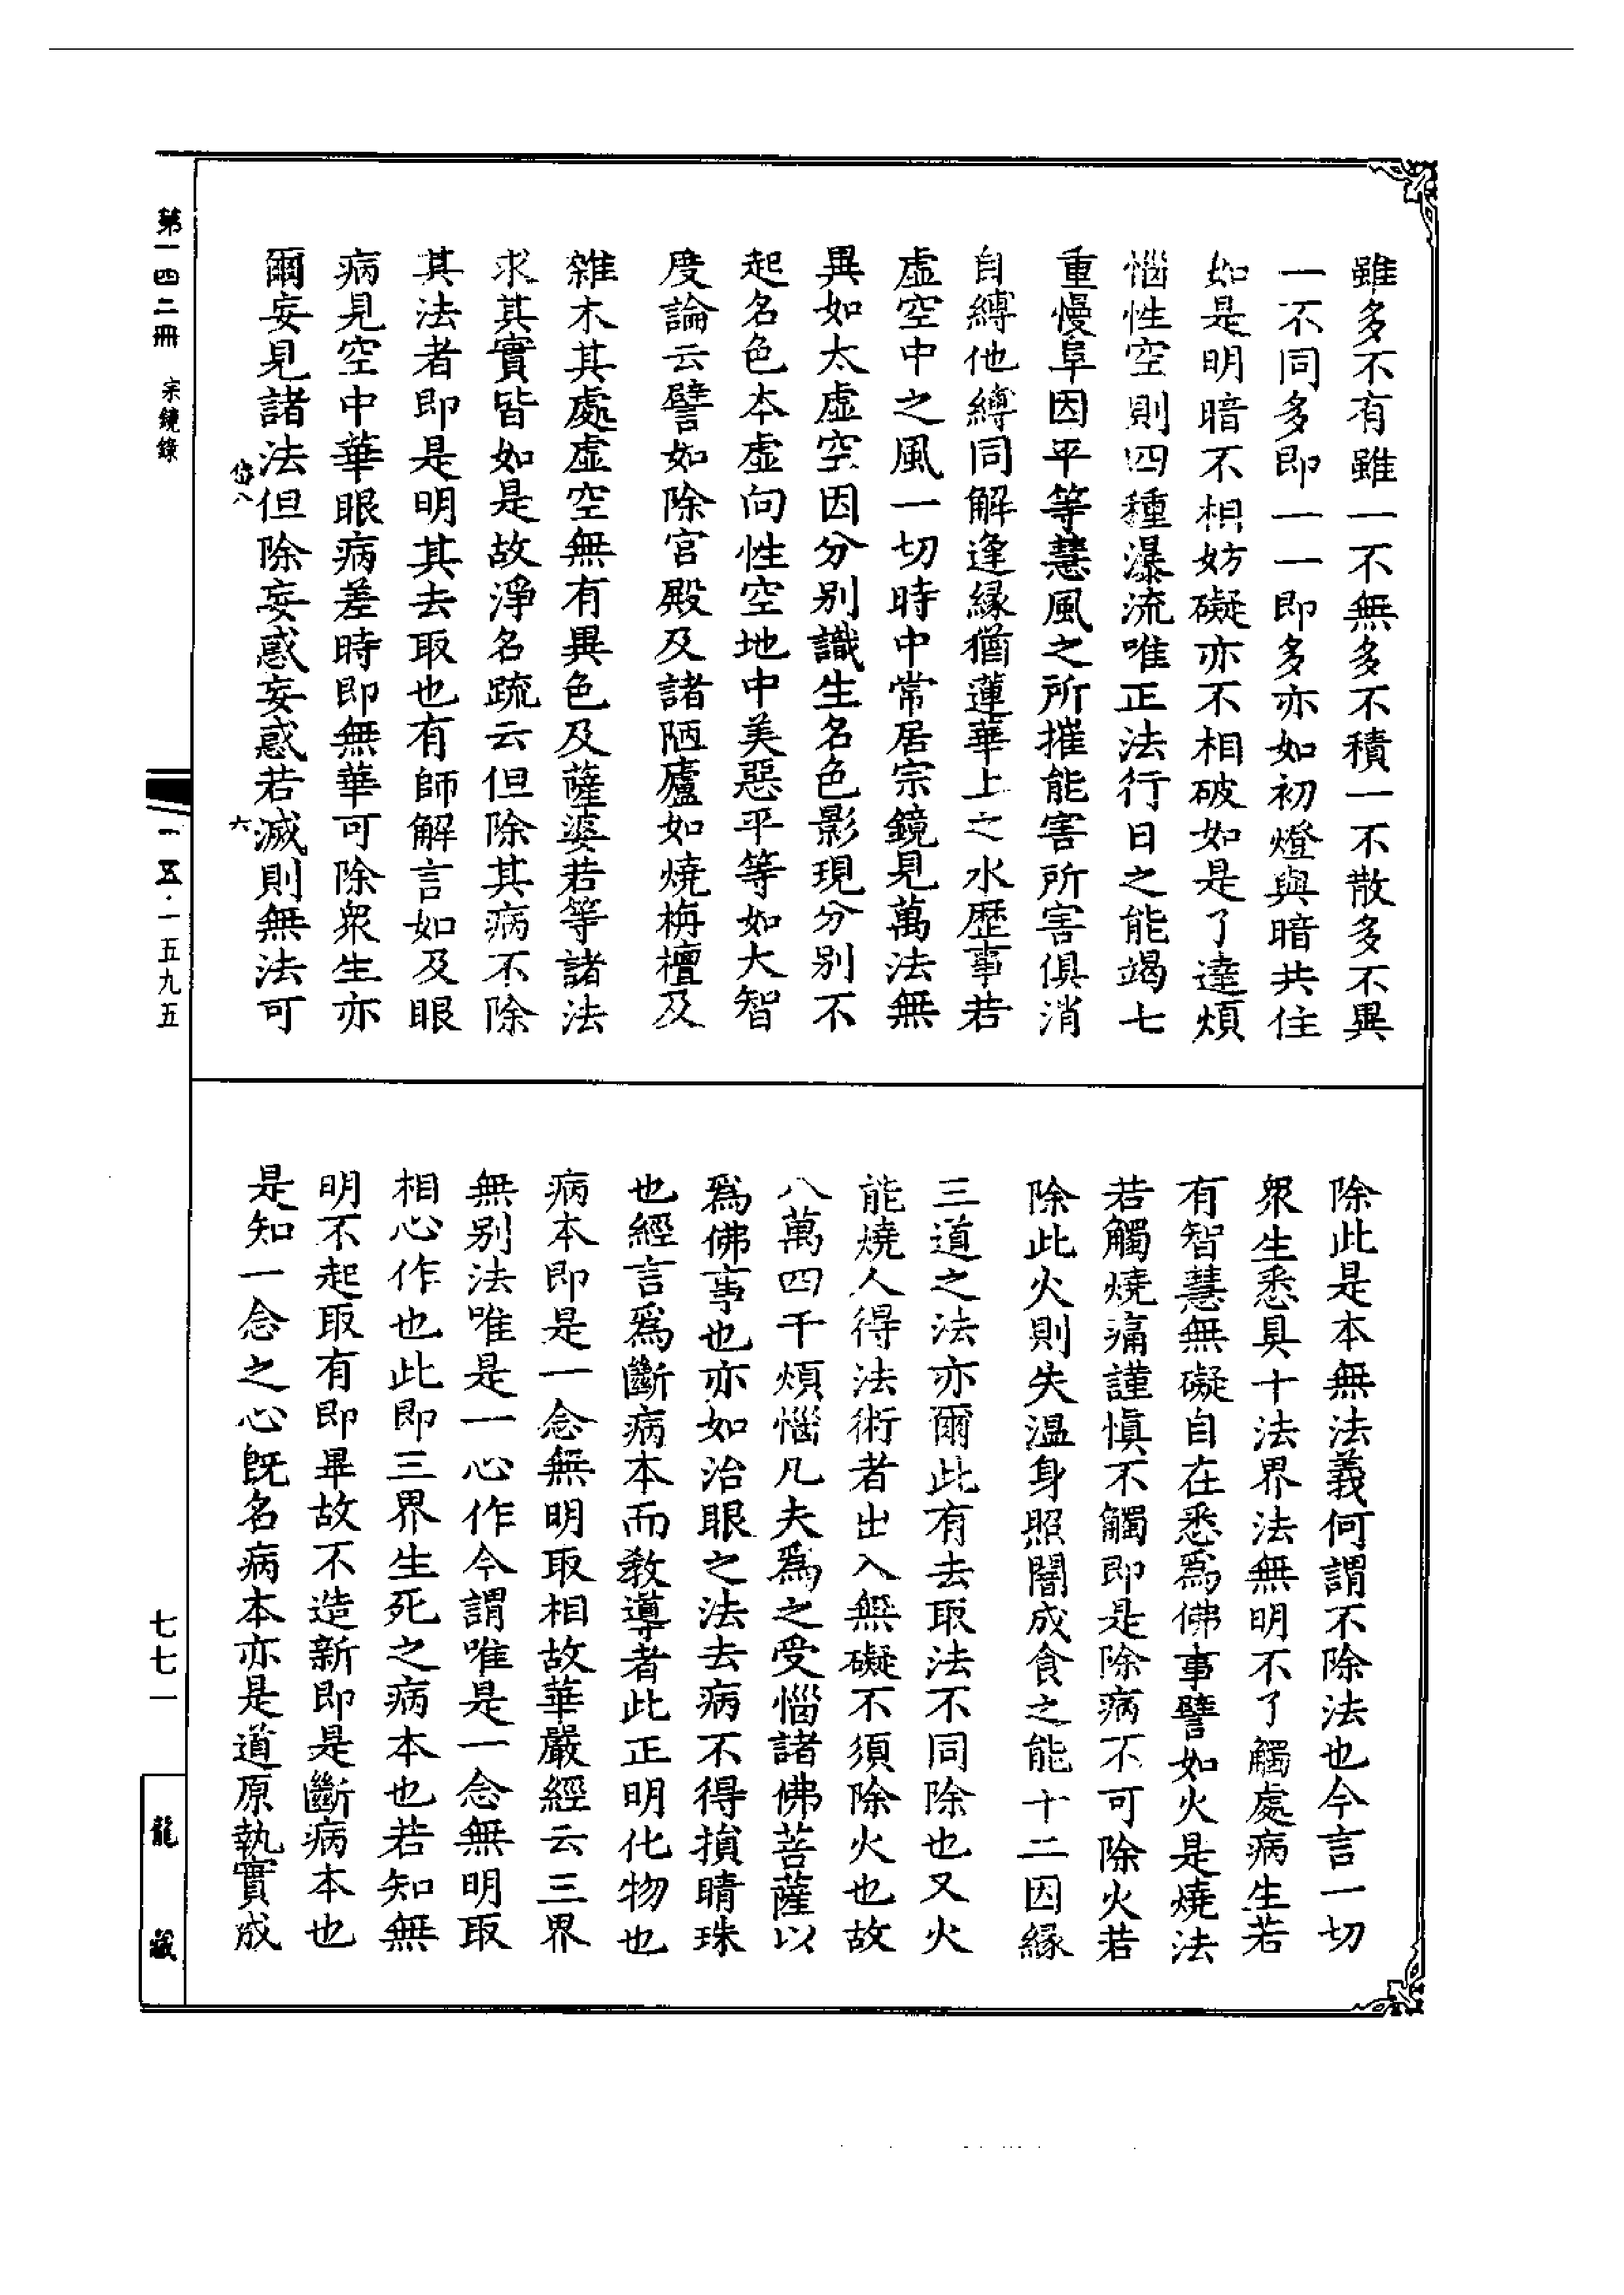 雖多不有雖一不無多不積一不散多不異
一不同多即一一即多亦如初燈與暗共住
如是明暗不相妨礙亦不相破如是了達煩
惱性空則四種瀑流唯正法行日之能竭七
重慢阜因平等慧風之所摧能害所害俱消
自縛他縛同解逢緣猶蓮華上之水歷事若
虛空中之風一切時中常居宗鏡見萬法無
異如太虛空因分別識生名色影現分別不
起名色本虛向性空地中美惡平等如大智
度論云譬如除宮殿及諸陋廬如燒栴檀及
雜木其處虛空無有異色及薩婆若等諸法
求其實皆如是故淨名疏云但除其病不除
其法者即是明其去取也有師解言如及眼
病見空中華眼病差時即無華可除衆生亦
爾妄見諸法但除妄惑妄惑若滅則無法可
除此是本無法義何謂不除法也今言一切
衆生悉具十法界法無明不了觸處病生若
有智慧無礙自在悉爲佛事譬如火是燒法
若觸燒痛謹慎不觸即是除病不可除火若
除此火則失温身照闇成食之能十二因緣
三道之法亦爾此有去取法不同除也又火
能燒人得法術者出入無礙不須除火也故
八萬四千煩惱凡夫爲之受惱諸佛菩薩以
爲佛事也亦如治眼之法去病不得損睛珠
也經言爲斷病本而教導者此正明化物也
病本即是一念無明取相故華嚴經云三界
無別法唯是一心作今謂唯是一念無明取
相心作也此即三界生死之病本也若知無
明不起取有即畢故不造新即是斷病本也
是知一念之心旣名病本亦是道原執實成
岱八
六
第一四二冊 宗鏡錄
一五·一五九五
七七一
龍藏